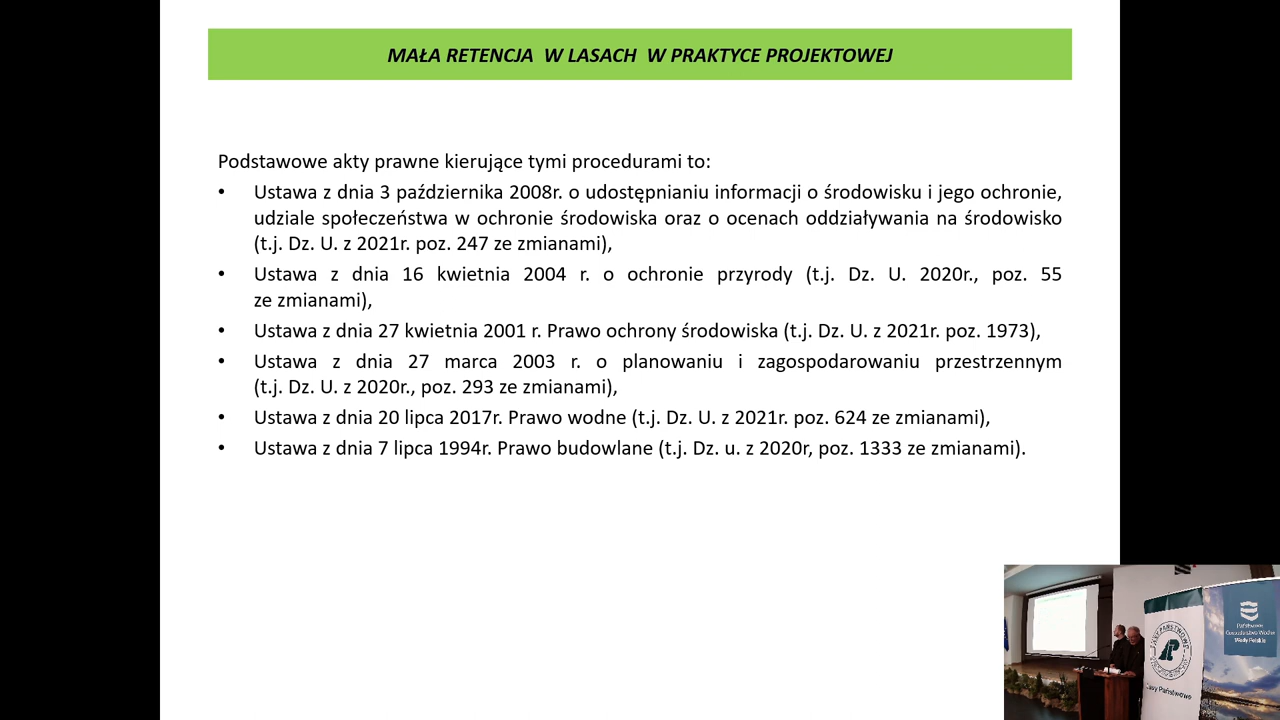 MAŁA RETENCJA W LASACH W PRAKTYCE PROJEKTOWEJ
Podstawowe akty prawne kierujące tymi procedurami to:
• Ustawa z dnia 3 października 2008r. o udostępnianiu informacji o środowisku i jego ochronie,
udziale społeczeństwa w ochronie środowiska oraz o ocenach oddziaływania na środowisko
(t.j. Dz. U. z 2021r. poz. 247 ze zmianami),
• Ustawa z dnia 16 kwietnia 2004 r. o ochronie przyrody (t.j. Dz. U. 2020r., poz. 55
ze zmianami),
• Ustawa z dnia 27 kwietnia 2001 r. Prawo ochrony środowiska (t.j. Dz. U. z 2021r. poz. 1973),
• Ustawa z dnia 27 marca 2003 r. o planowaniu i zagospodarowaniu przestrzennym
(t.j. Dz. U. z 2020r., poz. 293 ze zmianami),
• Ustawa z dnia 20 lipca 2017r. Prawo wodne (t.j. Dz. U. z 2021r. poz. 624 ze zmianami),
• Ustawa z dnia 7 lipca 1994r. Prawo budowlane (t.j. Dz. u. z 2020r, poz. 1333 ze zmianami).
Państwowe
Gospodarstwo Wodne
Wody Polskie
Lasy Państwowe